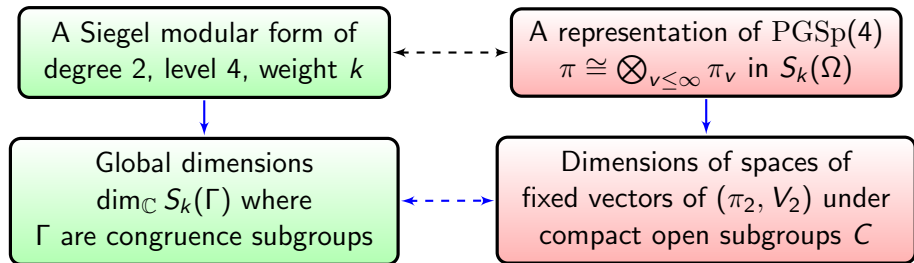 A Siegel modular form of
degree 2, level 4, weight k
A representation of PGSp(4)
π ≅ ⨂_{v≤∞} π_v in S_k(Ω)
Global dimensions
dim_ℂ S_k(Γ) where
Γ are congruence subgroups
Dimensions of spaces of
fixed vectors of (π_2, V_2) under
compact open subgroups C